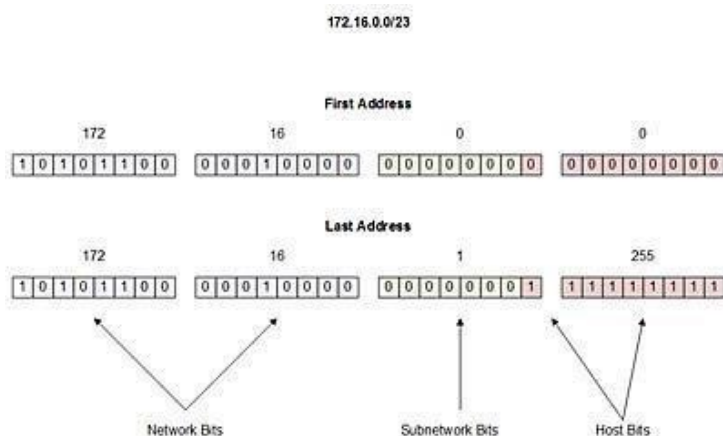 172.16.0.0/23
First Address
172 16 0 0
1 0 1 0 1 1 0 0 0 0 0 1 0 0 0 0 0 0 0 0 0 0 0 0 0 0 0 0 0 0 0 0
Last Address
172 16 1 255
1 0 1 0 1 1 0 0 0 0 0 1 0 0 0 0 0 0 0 0 0 0 0 1 1 1 1 1 1 1 1 1
Network Bits Subnetwork Bits Host Bits